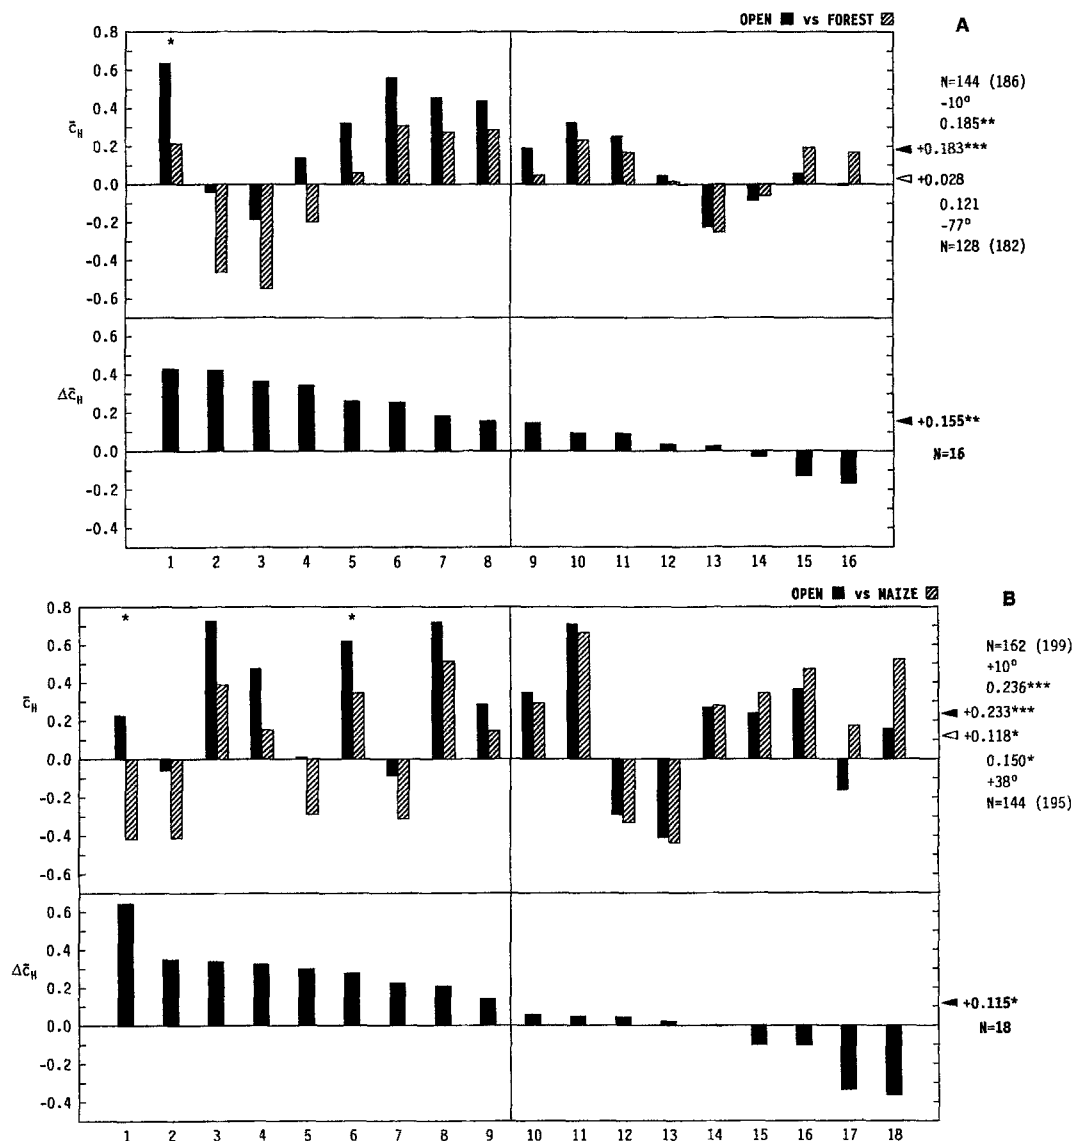 OPEN vs FOREST
A
0.8
0.6
0.4
0.2
0.0
-0.2
-0.4
-0.6
c̄H
*
N=144 (186)
-10°
0.185**
+0.183***
+0.028
0.121
-77°
N=128 (182)
0.6
0.4
0.2
0.0
-0.2
-0.4
Δc̄H
+0.155**
N=16
1 2 3 4 5 6 7 8 9 10 11 12 13 14 15 16
OPEN vs MAIZE
B
0.8
0.6
0.4
0.2
0.0
-0.2
-0.4
-0.6
c̄H
* *
N=162 (199)
+10°
0.236***
+0.233***
+0.118*
0.150*
+38°
N=144 (195)
0.6
0.4
0.2
0.0
-0.2
-0.4
Δc̄H
+0.115*
N=18
1 2 3 4 5 6 7 8 9 10 11 12 13 14 15 16 17 18